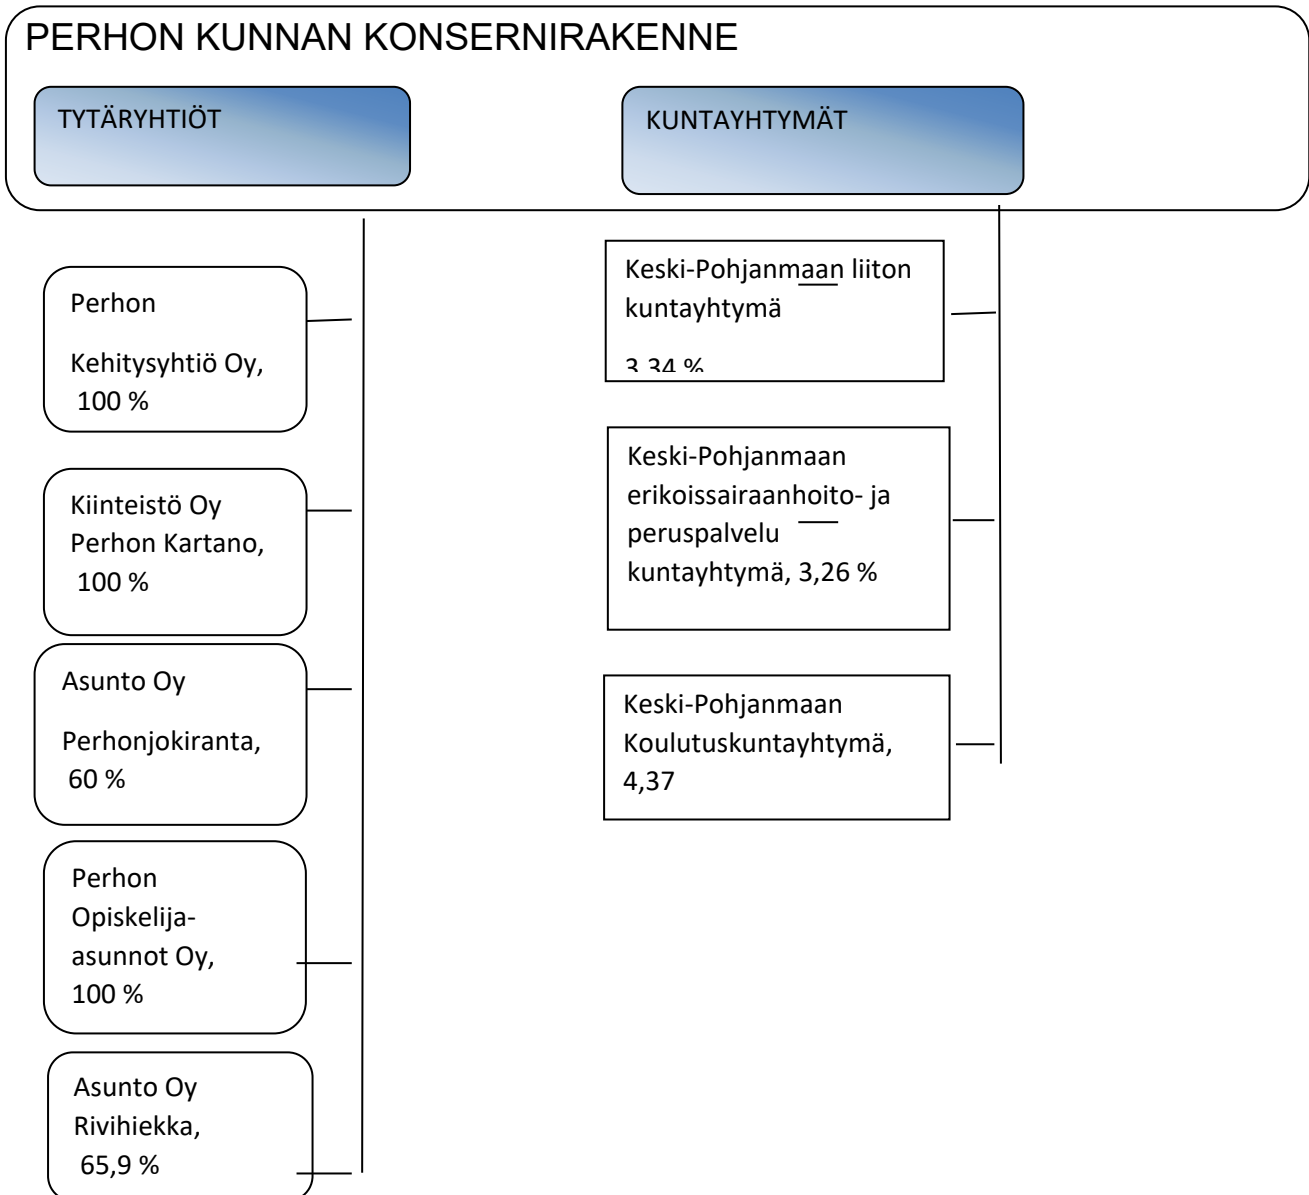 PERHON KUNNAN KONSERNIRAKENNE
TYTÄRYHTIÖT
Perhon
Kehitysyhtiö Oy,
100 %
Kiinteistö Oy
Perhon Kartano,
100 %
Asunto Oy
Perhonjokiranta,
60 %
Perhon
Opiskelija-
asunnot Oy,
100 %
Asunto Oy
Rivihiekka,
65,9 %
KUNTAYHTYMÄT
Keski-Pohjanmaan liiton
kuntayhtymä
3,34 %
Keski-Pohjanmaan
erikoissairaanhoito- ja
peruspalvelu
kuntayhtymä, 3,26 %
Keski-Pohjanmaan
Koulutuskuntayhtymä,
4,37